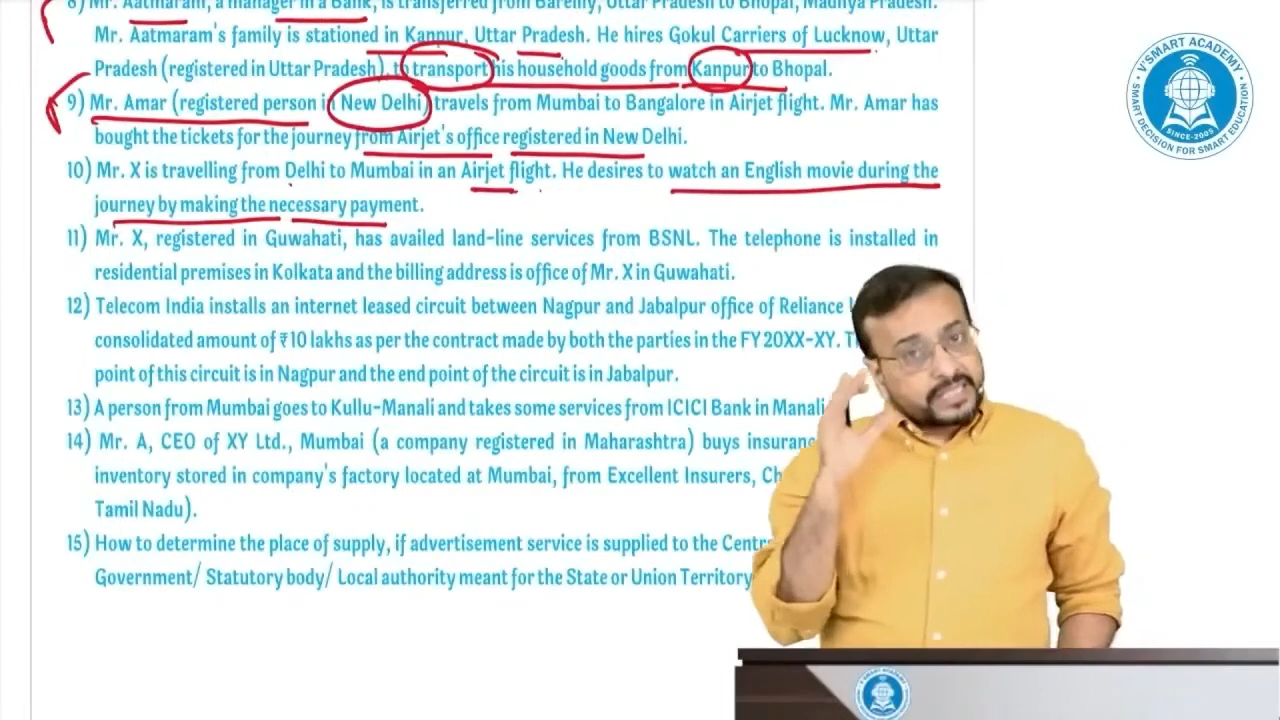 8) Mr. Aatmaram, a manager in a Bank, is transferred from Bareilly, Uttar Pradesh to Bhopal, Madhya Pradesh.
Mr. Aatmaram's family is stationed in Kanpur, Uttar Pradesh. He hires Gokul Carriers of Lucknow, Uttar
Pradesh (registered in Uttar Pradesh), to transport his household goods from Kanpur to Bhopal.
9) Mr. Amar (registered person in New Delhi) travels from Mumbai to Bangalore in Airjet flight. Mr. Amar has
bought the tickets for the journey from Airjet's office registered in New Delhi.
10) Mr. X is travelling from Delhi to Mumbai in an Airjet flight. He desires to watch an English movie during the
journey by making the necessary payment.
11) Mr. X, registered in Guwahati, has availed land-line services from BSNL. The telephone is installed in
residential premises in Kolkata and the billing address is office of Mr. X in Guwahati.
12) Telecom India installs an internet leased circuit between Nagpur and Jabalpur office of Reliance
consolidated amount of ₹10 lakhs as per the contract made by both the parties in the FY 20XX-XY.
point of this circuit is in Nagpur and the end point of the circuit is in Jabalpur.
13) A person from Mumbai goes to Kullu-Manali and takes some services from ICICI Bank in Manali
14) Mr. A, CEO of XY Ltd., Mumbai (a company registered in Maharashtra) buys
inventory stored in company's factory located at Mumbai, from Excellent Insurers,
Tamil Nadu).
15) How to determine the place of supply, if advertisement service is supplied to the
Government/ Statutory body/ Local authority meant for the State or Union Territory
V'SMART ACADEMY
SINCE-2005
SMART DECISION FOR SMART EDUCATION